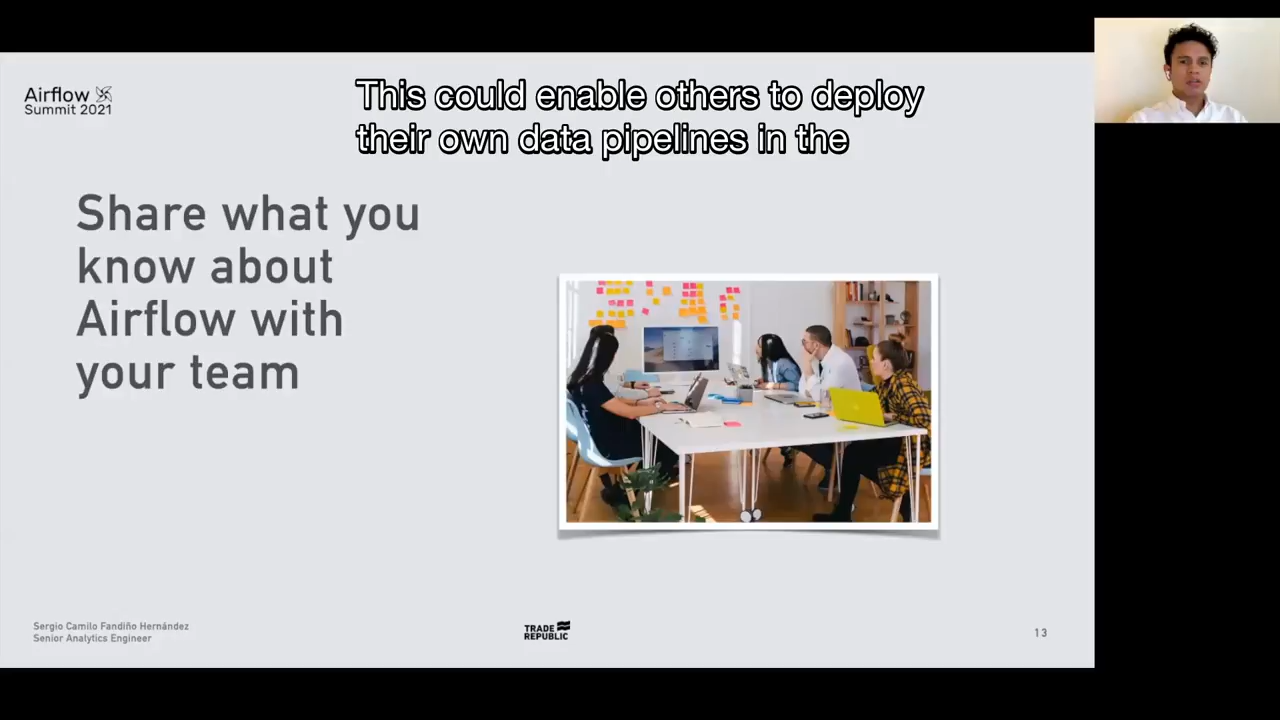 Airflow
Summit 2021
This could enable others to deploy
their own data pipelines in the
Share what you
know about
Airflow with
your team
Sergio Camilo Fandiño Hernández
Senior Analytics Engineer
TRADE
REPUBLIC
13